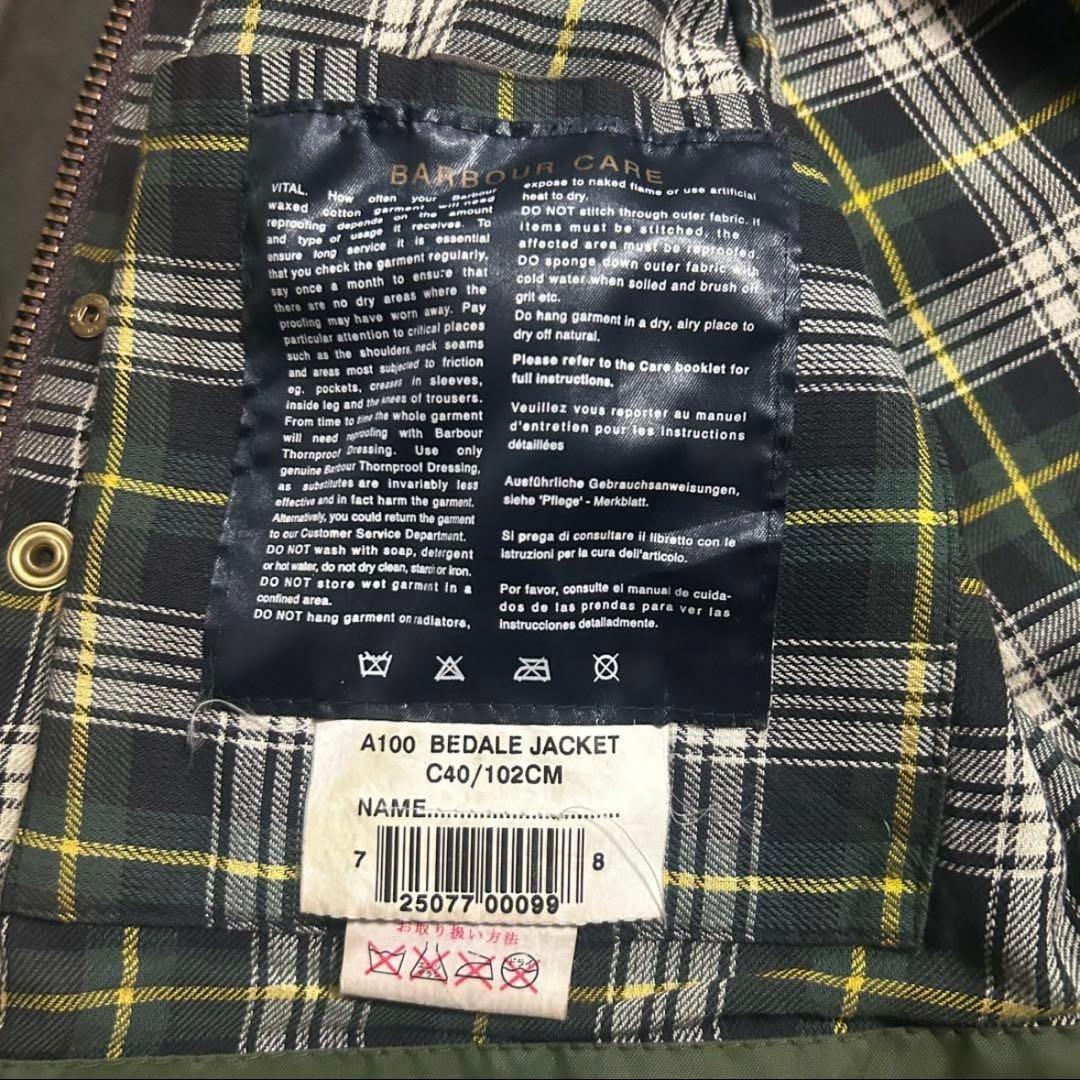 BARBOUR CARE
VITAL. How often your Barbour
waxed cotton garment will need
reproofing depends on the amount
and type of usage it receives. To
ensure long service it is essential
that you check the garment regularly,
say once a month to ensure that
there are no dry areas where the
proofing may have worn away. Pay
particular attention to critical places
such as the shoulders, neck seams
and areas most subjected to friction
eg. pockets, creases in sleeves,
inside leg and the knees of trousers.
From time to time the whole garment
will need reproofing with Barbour
Thornproof Dressing. Use only
genuine Barbour Thornproof Dressing,
as substitutes are invariably less
effective and in fact harm the garment.
Alternatively, you could return the garment
to our Customer Service Department.
DO NOT wash with soap, detergent
or hot water, do not dry clean, starch or iron.
DO NOT store wet garment in a
confined area.
DO NOT hang garment on radiators,
expose to naked flame or use artificial
heat to dry.
DO NOT stitch through outer fabric. If
items must be stitched, the
affected area must be reproofed.
DO sponge down outer fabric with
cold water when soiled and brush off
grit etc.
Do hang garment in a dry, airy place to
dry off natural.
Please refer to the Care booklet for
full instructions.
Veuillez vous reporter au manuel
d'entretien pour les instructions
détaillées
Ausführliche Gebrauchsanweisungen,
siehe 'Pflege' - Merkblatt.
Si prega di consultare il libretto con le
istruzioni per la cura dell'articolo.
Por favor, consulte el manual de cuida-
dos de las prendas para ver las
instrucciones detalladmente.
A100 BEDALE JACKET
C40/102CM
NAME..............................
7 25077 00099 8
お取り扱い方法